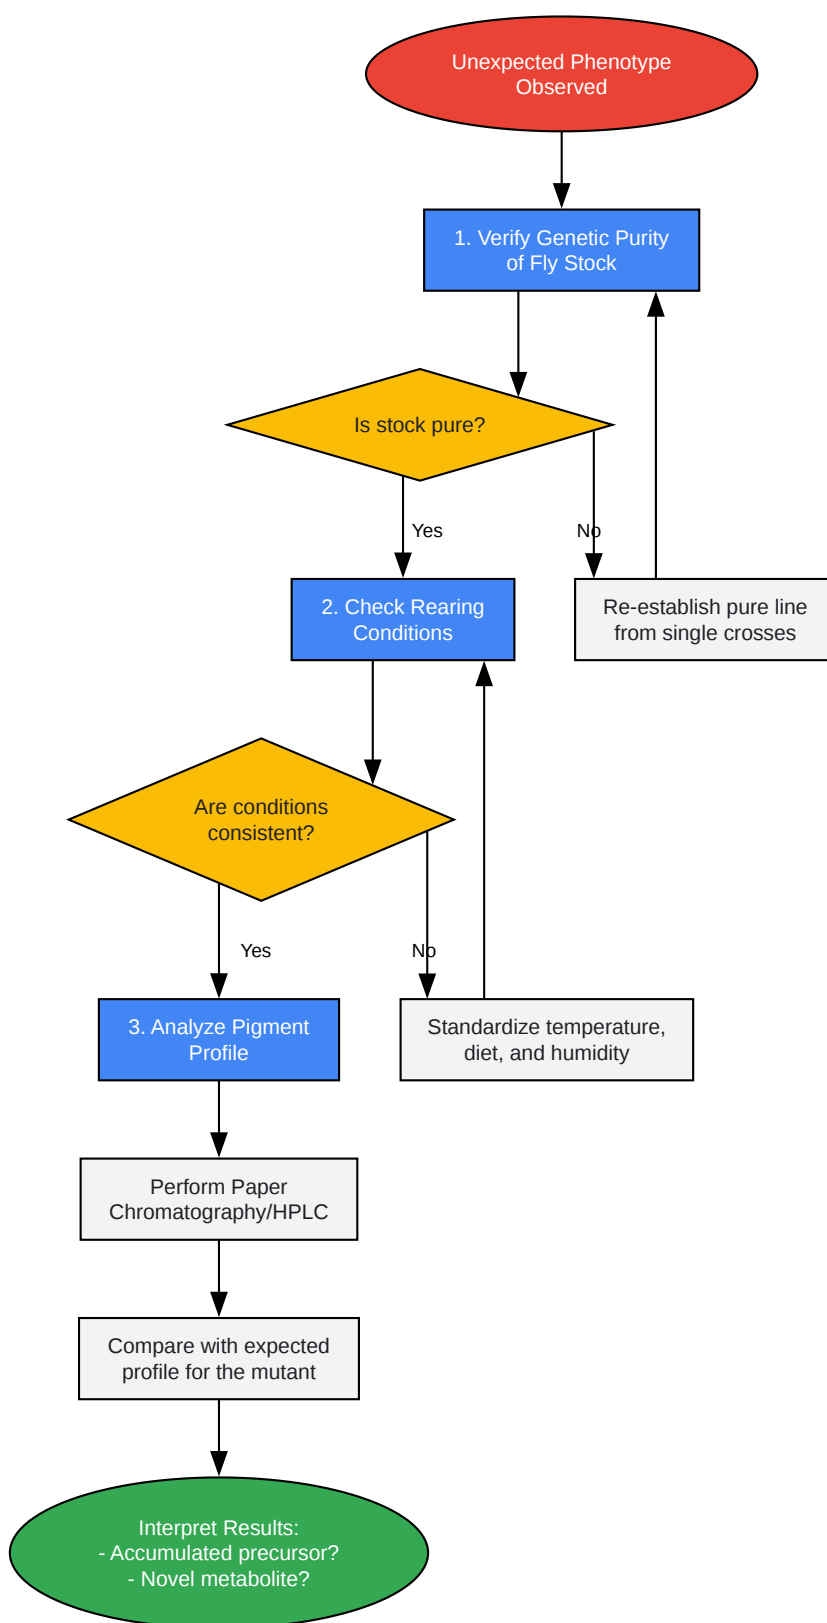 Unexpected Phenotype
Observed
1. Verify Genetic Purity
of Fly Stock
Is stock pure?
Yes
No
2. Check Rearing
Conditions
Re-establish pure line
from single crosses
Are conditions
consistent?
Yes
No
3. Analyze Pigment
Profile
Standardize temperature,
diet, and humidity
Perform Paper
Chromatography/HPLC
Compare with expected
profile for the mutant
Interpret Results:
- Accumulated precursor?
- Novel metabolite?